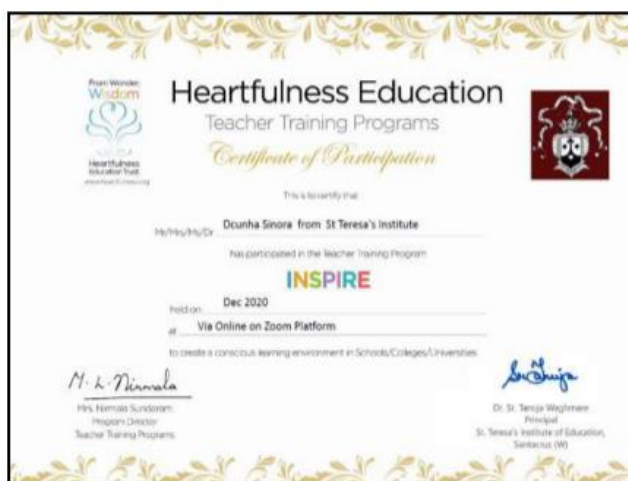 From Wonder
Wisdom
Heartfulness
Education Trust
Heartfulness Education
Teacher Training Programs
Certificate of Participation
This is to certify that
Mr/Mrs/Ms/Dr Dcunha Sinora from St Teresa's Institute
has participated in the Teacher Training Program
INSPIRE
held on Dec 2020
at Via Online on Zoom Platform
to create a conscious learning environment in Schools/Colleges/Universities
M. L. Nirmala
Mrs. Nirmala Sundaram
Program Director
Teacher Training Programs
Dr. Sr. Teruja Waghmare
Principal
St. Teresa's Institute of Education,
Santacruz (W)